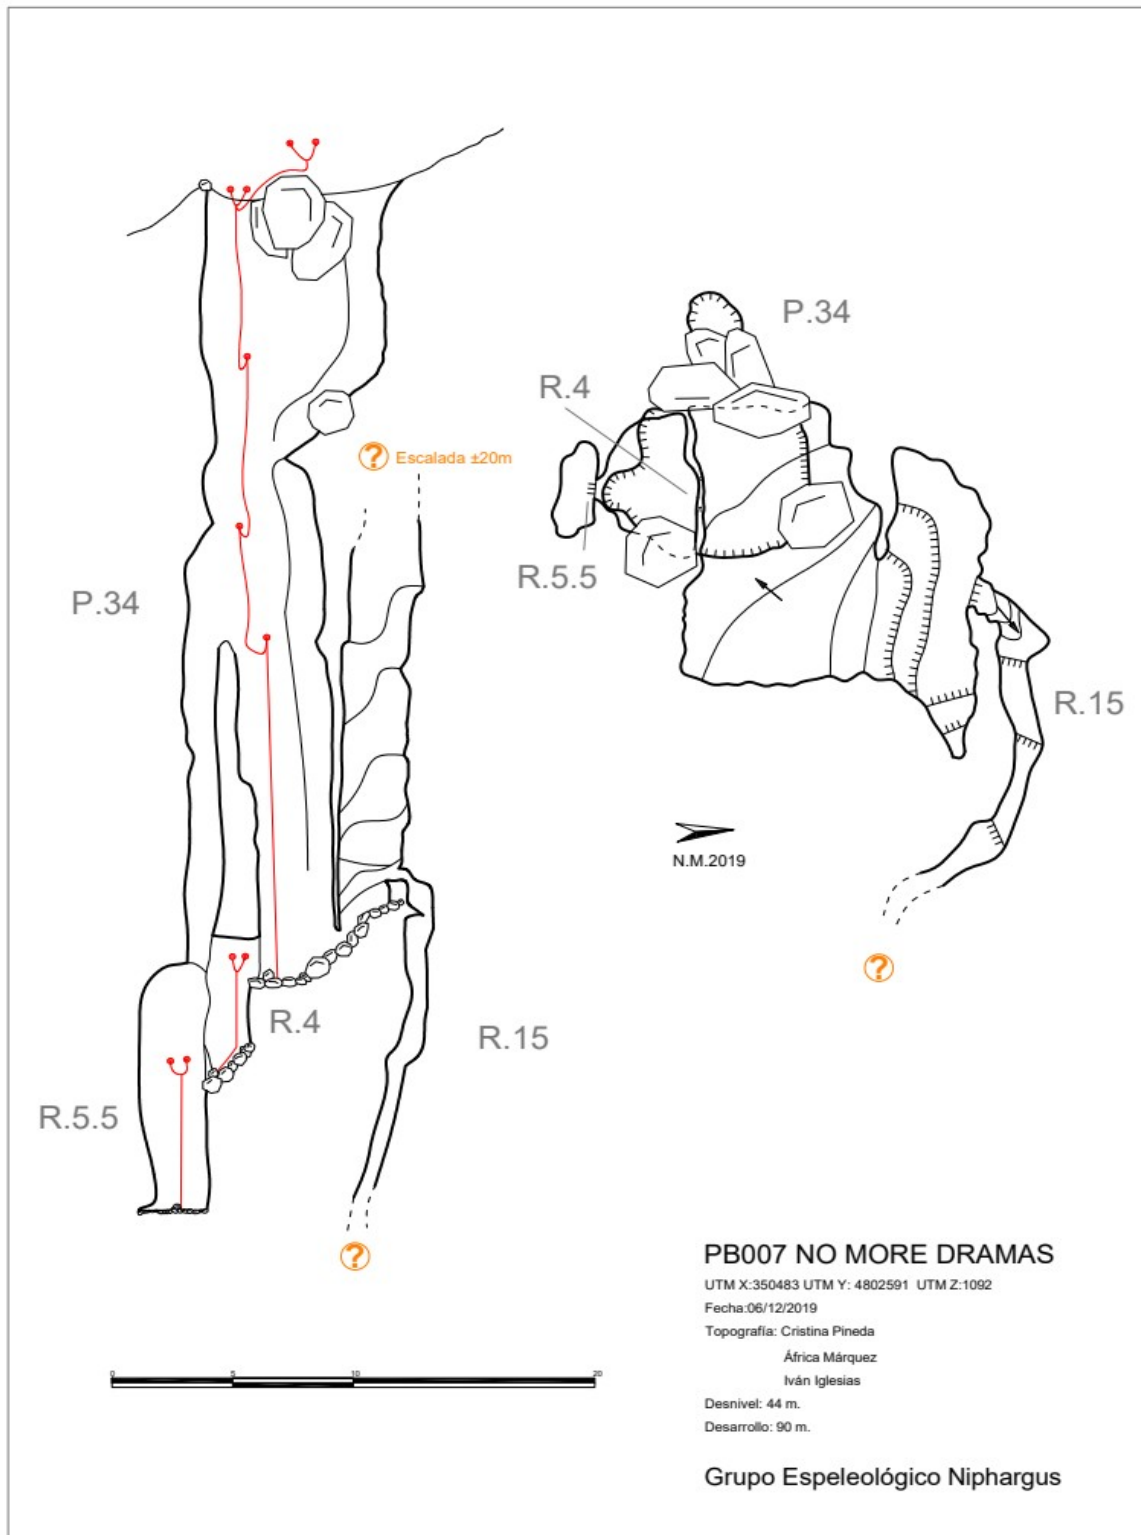 ? Escalada ±20m
P.34
R.4
R.15
R.5.5
?
P.34
R.4
R.5.5
R.15
N.M.2019
?
0 5 10 20
PB007 NO MORE DRAMAS
UTM X:350483 UTM Y: 4802591 UTM Z:1092
Fecha:06/12/2019
Topografía: Cristina Pineda
África Márquez
Iván Iglesias
Desnivel: 44 m.
Desarrollo: 90 m.
Grupo Espeleológico Niphargus